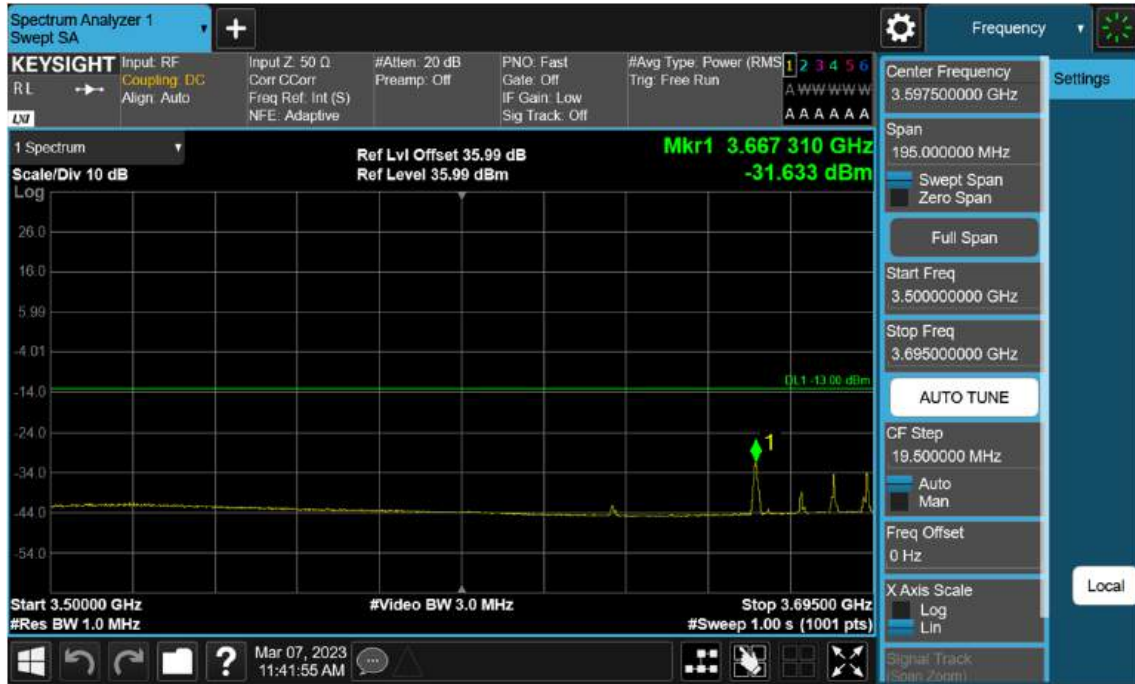 Spectrum Analyzer 1
Swept SA
+
Frequency
KEYSIGHT
RL
LXI
Input: RF
Coupling: DC
Align: Auto
Input Z: 50 Ω
Corr CCorr
Freq Ref: Int (S)
NFE: Adaptive
#Atten: 20 dB
Preamp: Off
PNO: Fast
Gate: Off
IF Gain: Low
Sig Track: Off
#Avg Type: Power (RMS
Trig: Free Run
1 2 3 4 5 6
A W W W W W
A A A A A A
1 Spectrum
Scale/Div 10 dB
Log
Ref Lvl Offset 35.99 dB
Ref Level 35.99 dBm
Mkr1 3.667 310 GHz
-31.633 dBm
26.0
16.0
5.99
-4.01
-14.0
-24.0
-34.0
-44.0
-54.0
DL1 -13.00 dBm
1
Start 3.50000 GHz
#Res BW 1.0 MHz
#Video BW 3.0 MHz
Stop 3.69500 GHz
#Sweep 1.00 s (1001 pts)
Center Frequency
3.597500000 GHz
Span
195.000000 MHz
Swept Span
Zero Span
Full Span
Start Freq
3.500000000 GHz
Stop Freq
3.695000000 GHz
AUTO TUNE
CF Step
19.500000 MHz
Auto
Man
Freq Offset
0 Hz
X Axis Scale
Log
Lin
Signal Track
(Span Zoom)
Settings
Local
?
Mar 07, 2023
11:41:55 AM